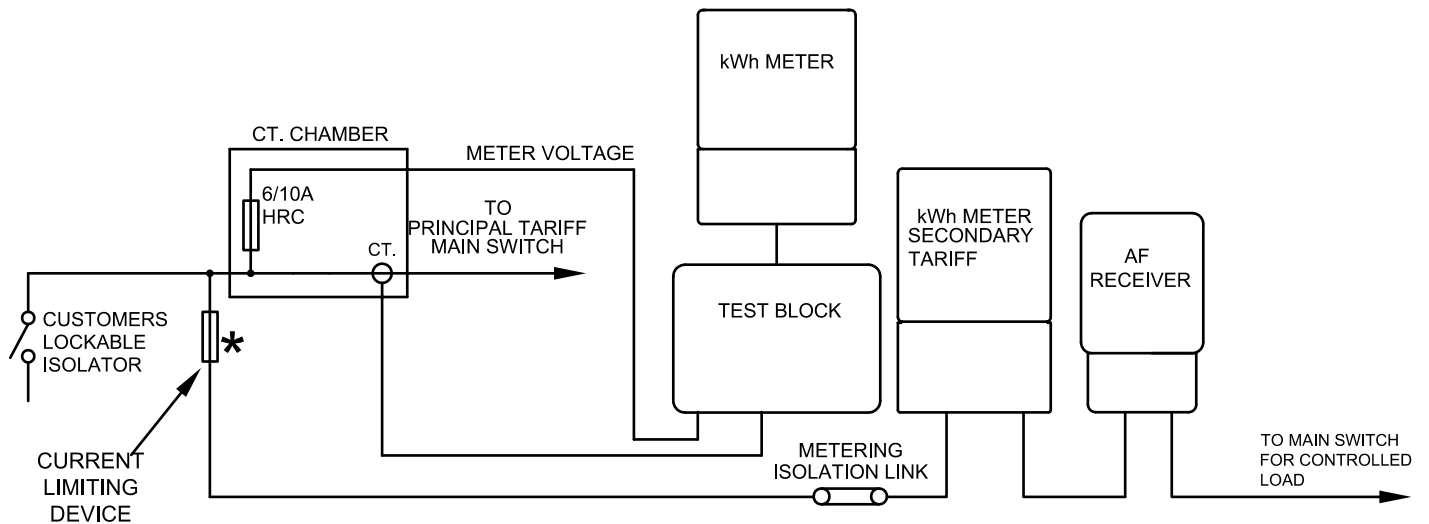 kWh METER
CT. CHAMBER
METER VOLTAGE
6/10A
HRC
TO
PRINCIPAL TARIFF
MAIN SWITCH
CT.
kWh METER
SECONDARY
TARIFF
AF
RECEIVER
TEST BLOCK
CUSTOMERS
LOCKABLE
ISOLATOR
*
CURRENT
LIMITING
DEVICE
METERING
ISOLATION LINK
TO MAIN SWITCH
FOR CONTROLLED
LOAD